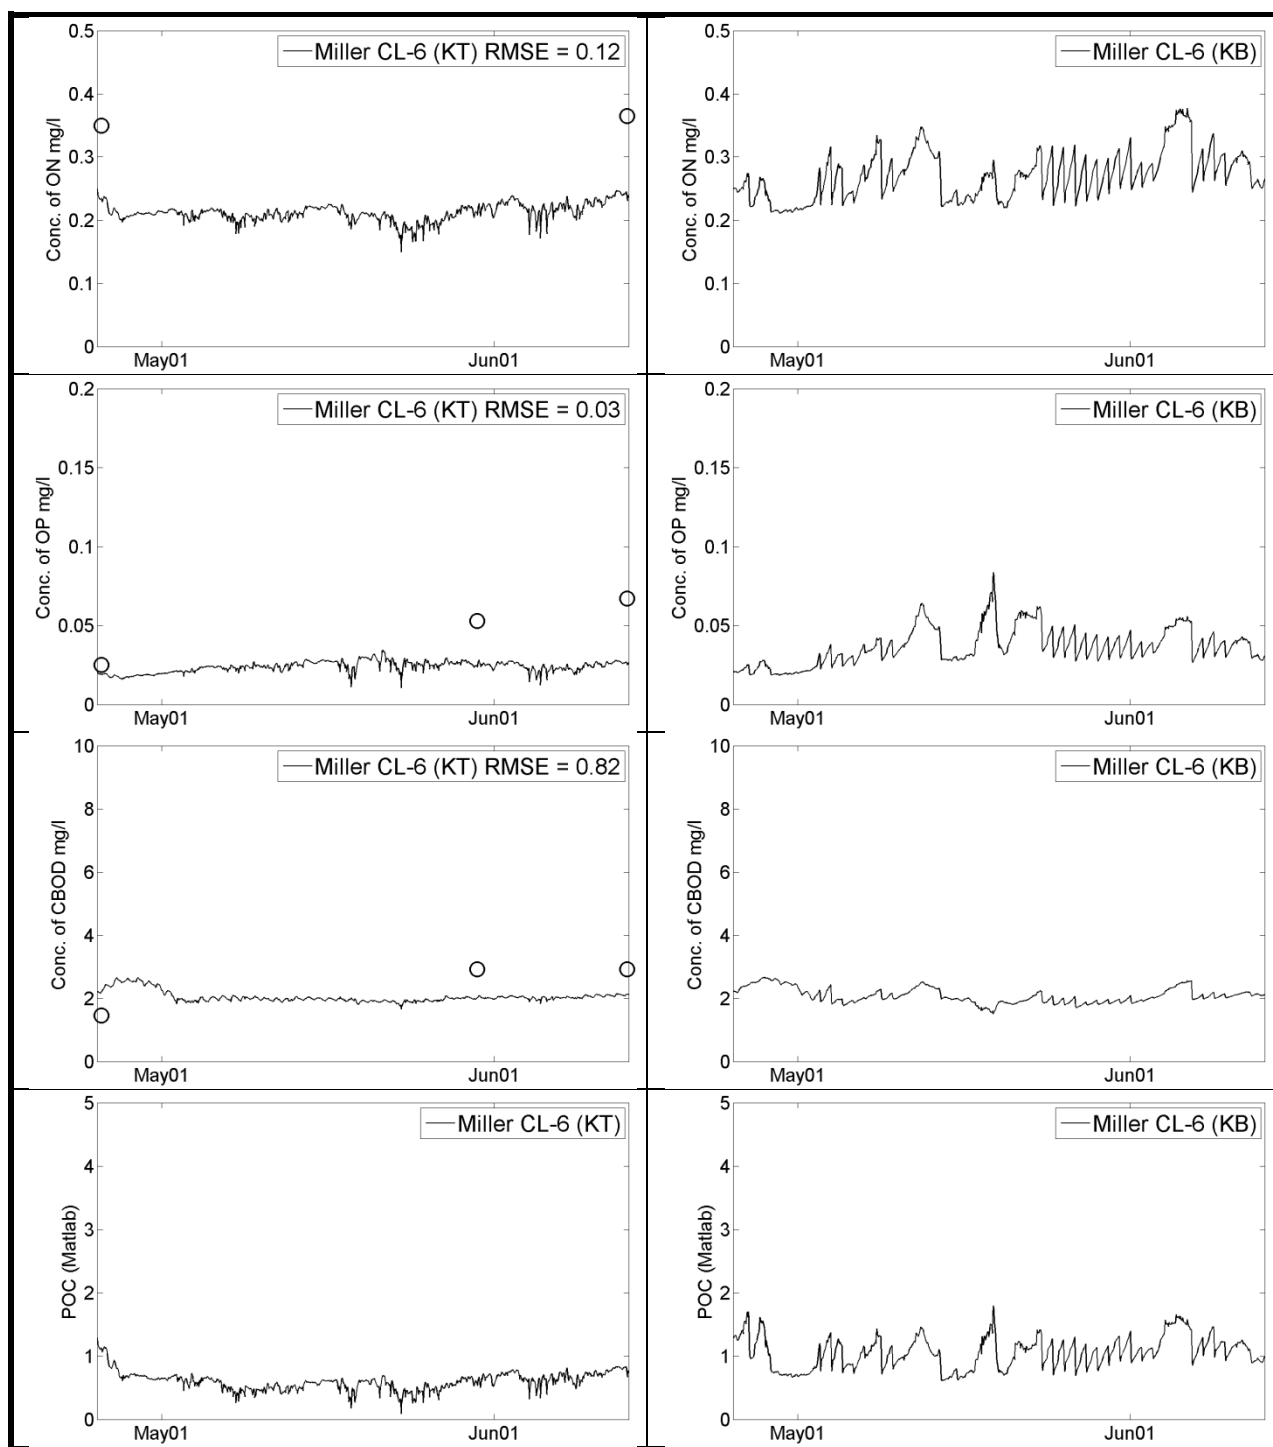 Miller CL-6 (KT) RMSE = 0.12
Conc. of ON mg/l
0.5
0.4
0.3
0.2
0.1
0
May01 Jun01
Miller CL-6 (KB)
Conc. of ON mg/l
0.5
0.4
0.3
0.2
0.1
0
May01 Jun01
Miller CL-6 (KT) RMSE = 0.03
Conc. of OP mg/l
0.2
0.15
0.1
0.05
0
May01 Jun01
Miller CL-6 (KB)
Conc. of OP mg/l
0.2
0.15
0.1
0.05
0
May01 Jun01
Miller CL-6 (KT) RMSE = 0.82
Conc. of CBOD mg/l
10
8
6
4
2
0
May01 Jun01
Miller CL-6 (KB)
Conc. of CBOD mg/l
10
8
6
4
2
0
May01 Jun01
Miller CL-6 (KT)
POC (Matlab)
5
4
3
2
1
0
May01 Jun01
Miller CL-6 (KB)
POC (Matlab)
5
4
3
2
1
0
May01 Jun01